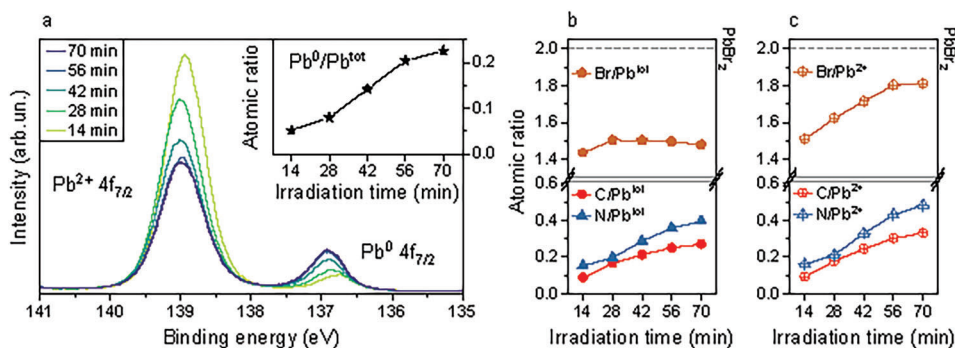 a
Intensity (arb.un.)
70 min
56 min
42 min
28 min
14 min
Pb²⁺ 4f7/2
Pb⁰ 4f7/2
141 140 139 138 137 136 135
Binding energy (eV)
Pb⁰/Pbᵗᵒᵗ
Atomic ratio
0.2
0.1
0.0
14 28 42 56 70
Irradiation time (min)
b
Atomic ratio
2.0
1.8
1.6
1.4
0.6
0.4
0.2
0.0
PbBr₂
Br/Pbᵗᵒᵗ
C/Pbᵗᵒᵗ
N/Pbᵗᵒᵗ
14 28 42 56 70
Irradiation time (min)
c
2.0
1.8
1.6
1.4
0.6
0.4
0.2
0.0
PbBr₂
Br/Pb²⁺
C/Pb²⁺
N/Pb²⁺
14 28 42 56 70
Irradiation time (min)